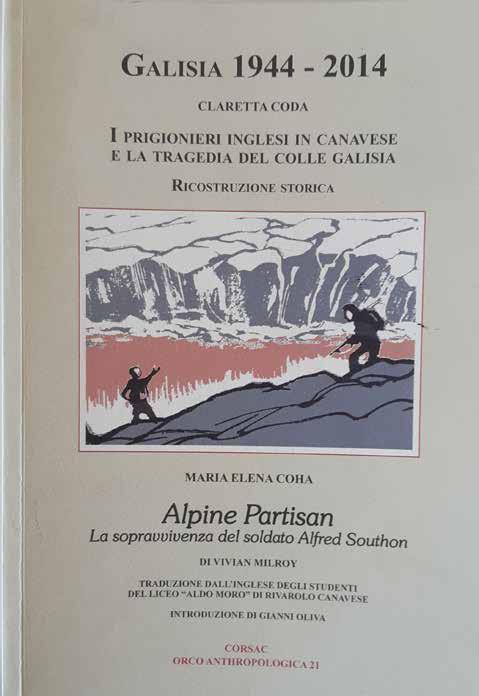 GALISIA 1944 - 2014
CLARETTA CODA
I PRIGIONIERI INGLESI IN CANAVESE
E LA TRAGEDIA DEL COLLE GALISIA
RICOSTRUZIONE STORICA
MARIA ELENA COHA
Alpine Partisan
La sopravvivenza del soldato Alfred Southon
DI VIVIAN MILROY
TRADUZIONE DALL'INGLESE DEGLI STUDENTI
DEL LICEO "ALDO MORO" DI RIVAROLO CANAVESE
INTRODUZIONE DI GIANNI OLIVA
CORSAC
ORCO ANTHROPOLOGICA 21